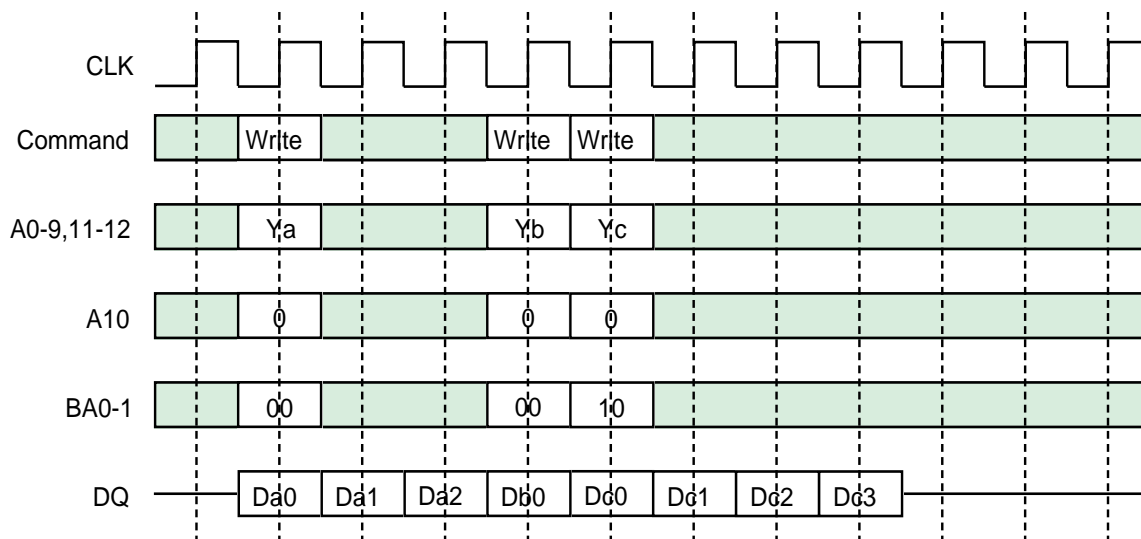 CLK
Command Write Write Write
A0-9,11-12 Ya Yb Yc
A10 0 0 0
BA0-1 00 00 10
DQ Da0 Da1 Da2 Db0 Dc0 Dc1 Dc2 Dc3